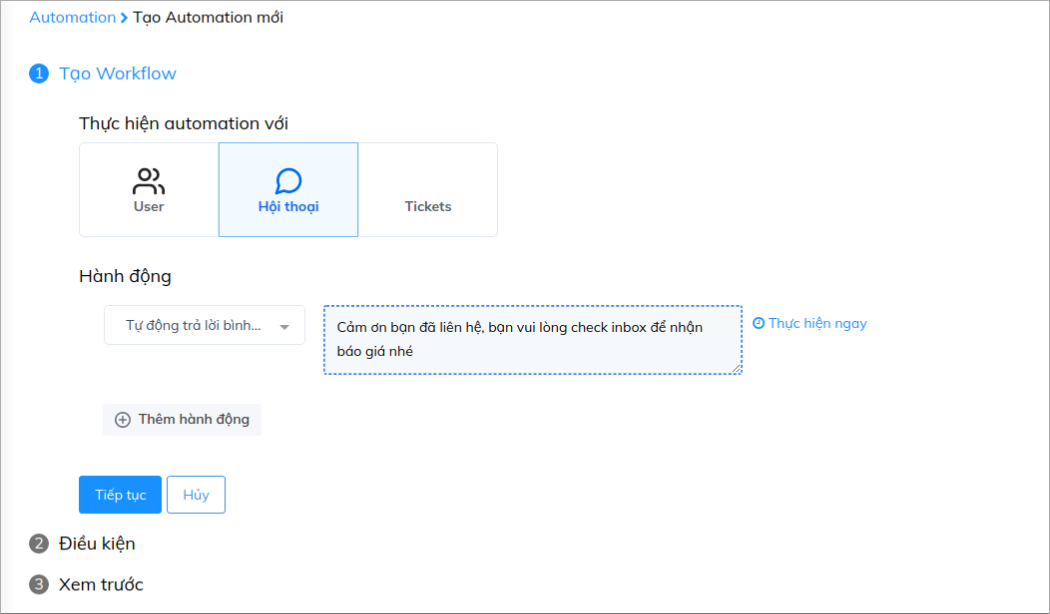 Automation > Tạo Automation mới
1 Tạo Workflow
Thực hiện automation với
User
Hội thoại
Tickets
Hành động
Tự động trả lời bình...
Cảm ơn bạn đã liên hệ, bạn vui lòng check inbox để nhận
báo giá nhé
Thực hiện ngay
Thêm hành động
Tiếp tục
Hủy
2 Điều kiện
3 Xem trước